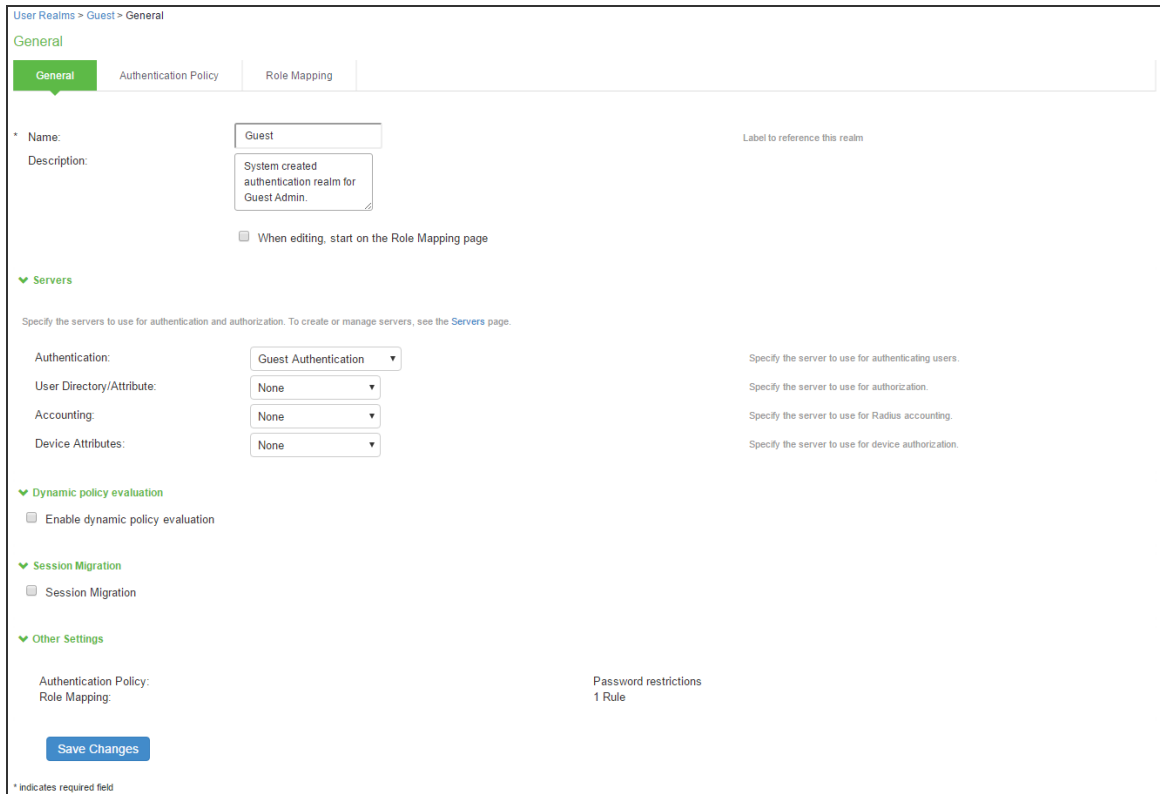 User Realms > Guest > General
General
General Authentication Policy Role Mapping
* Name: Guest Label to reference this realm
Description: System created
authentication realm for
Guest Admin.
When editing, start on the Role Mapping page
Servers
Specify the servers to use for authentication and authorization. To create or manage servers, see the Servers page.
Authentication: Guest Authentication Specify the server to use for authenticating users.
User Directory/Attribute: None Specify the server to use for authorization.
Accounting: None Specify the server to use for Radius accounting.
Device Attributes: None Specify the server to use for device authorization.
Dynamic policy evaluation
Enable dynamic policy evaluation
Session Migration
Session Migration
Other Settings
Authentication Policy: Password restrictions
Role Mapping: 1 Rule
Save Changes
* indicates required field